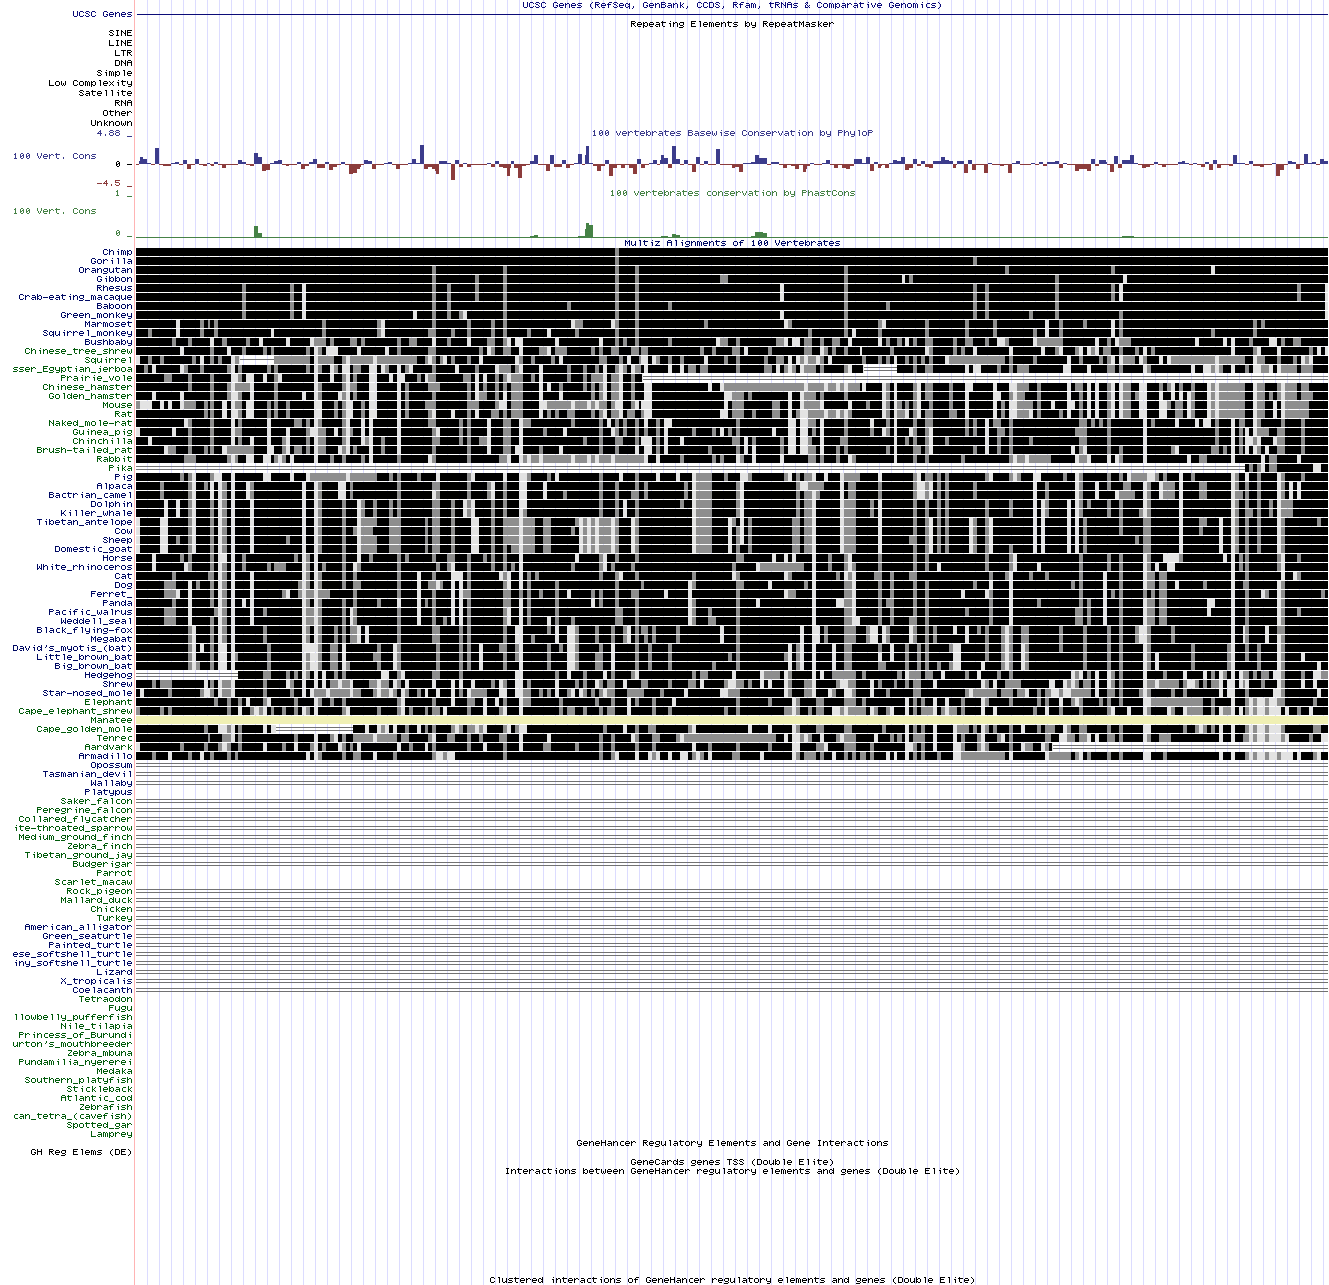 UCSC Genes (RefSeq, GenBank, CCDS, Rfam, tRNAs & Comparative Genomics)
UCSC Genes
Repeating Elements by RepeatMasker
SINE
LINE
LTR
DNA
Simple
Low Complexity
Satellite
RNA
Other
Unknown
4.88 _
100 vertebrates Basewise Conservation by PhyloP
100 Vert. Cons
0 _
-4.5 _
100 vertebrates conservation by PhastCons
1 _
100 Vert. Cons
0 _
Multiz Alignments of 100 Vertebrates
Chimp
Gorilla
Orangutan
Gibbon
Rhesus
Crab-eating_macaque
Baboon
Green_monkey
Marmoset
Squirrel_monkey
Bushbaby
Chinese_tree_shrew
Squirrel
sser_Egyptian_jerboa
Prairie_vole
Chinese_hamster
Golden_hamster
Mouse
Rat
Naked_mole-rat
Guinea_pig
Chinchilla
Brush-tailed_rat
Rabbit
Pika
Pig
Alpaca
Bactrian_camel
Dolphin
Killer_whale
Tibetan_antelope
Cow
Sheep
Domestic_goat
Horse
White_rhinoceros
Cat
Dog
Ferret_
Panda
Pacific_walrus
Weddell_seal
Black_flying-fox
Megabat
David's_myotis_(bat)
Little_brown_bat
Big_brown_bat
Hedgehog
Shrew
Star-nosed_mole
Elephant
Cape_elephant_shrew
Manatee
Cape_golden_mole
Tenrec
Aardvark
Armadillo
Opossum
Tasmanian_devil
Wallaby
Platypus
Saker_falcon
Peregrine_falcon
Collared_flycatcher
ite-throated_sparrow
Medium_ground_finch
Zebra_finch
Tibetan_ground_jay
Budgerigar
Parrot
Scarlet_macaw
Rock_pigeon
Mallard_duck
Chicken
Turkey
American_alligator
Green_seaturtle
Painted_turtle
ese_softshell_turtle
iny_softshell_turtle
Lizard
X_tropicalis
Coelacanth
Tetraodon
Fugu
llowbelly_pufferfish
Nile_tilapia
Princess_of_Burundi
urton's_mouthbreeder
Zebra_mbuna
Pundamilia_nyererei
Medaka
Southern_platyfish
Stickleback
Atlantic_cod
Zebrafish
can_tetra_(cavefish)
Spotted_gar
Lamprey
GeneHancer Regulatory Elements and Gene Interactions
GH Reg Elems (DE)
GeneCards genes TSS (Double Elite)
Interactions between GeneHancer regulatory elements and genes (Double Elite)
Clustered interactions of GeneHancer regulatory elements and genes (Double Elite)